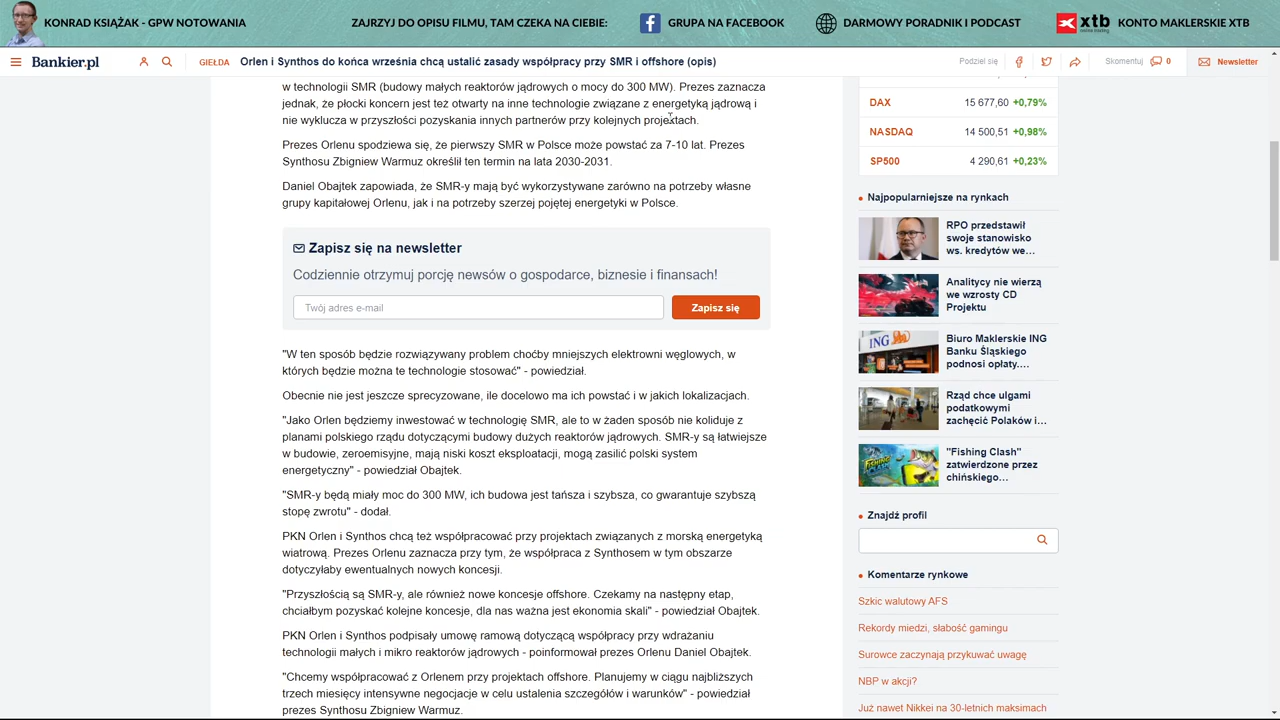 KONRAD KSIĄŻAK - GPW NOTOWANIA
ZAJRZYJ DO OPISU FILMU, TAM CZEKA NA CIEBIE:
GRUPA NA FACEBOOK
DARMOWY PORADNIK I PODCAST
xtb
online trading
KONTO MAKLERSKIE XTB
Bankier.pl
GIEŁDA
Orlen i Synthos do końca września chcą ustalić zasady współpracy przy SMR i offshore (opis)
Podziel się
Skomentuj
0
Newsletter
w technologii SMR (budowy małych reaktorów jądrowych o mocy do 300 MW). Prezes zaznacza
jednak, że płocki koncern jest też otwarty na inne technologie związane z energetyką jądrową i
nie wyklucza w przyszłości pozyskania innych partnerów przy kolejnych projektach.
Prezes Orlenu spodziewa się, że pierwszy SMR w Polsce może powstać za 7-10 lat. Prezes
Synthosu Zbigniew Warmuz określił ten termin na lata 2030-2031.
Daniel Obajtek zapowiada, że SMR-y mają być wykorzystywane zarówno na potrzeby własne
grupy kapitałowej Orlenu, jak i na potrzeby szerzej pojętej energetyki w Polsce.
Zapisz się na newsletter
Codziennie otrzymuj porcję newsów o gospodarce, biznesie i finansach!
Twój adres e-mail
Zapisz się
"W ten sposób będzie rozwiązywany problem choćby mniejszych elektrowni węglowych, w
których będzie można te technologie stosować" - powiedział.
Obecnie nie jest jeszcze sprecyzowane, ile docelowo ma ich powstać i w jakich lokalizacjach.
"Jako Orlen będziemy inwestować w technologię SMR, ale to w żaden sposób nie koliduje z
planami polskiego rządu dotyczącymi budowy dużych reaktorów jądrowych. SMR-y są łatwiejsze
w budowie, zeroemisyjne, mają niski koszt eksploatacji, mogą zasilić polski system
energetyczny" - powiedział Obajtek.
"SMR-y będą miały moc do 300 MW, ich budowa jest tańsza i szybsza, co gwarantuje szybszą
stopę zwrotu" - dodał.
PKN Orlen i Synthos chcą też współpracować przy projektach związanych z morską energetyką
wiatrową. Prezes Orlenu zaznacza przy tym, że współpraca z Synthosem w tym obszarze
dotyczyłaby ewentualnych nowych koncesji.
"Przyszłością są SMR-y, ale również nowe koncesje offshore. Czekamy na następny etap,
chciałbym pozyskać kolejne koncesje, dla nas ważna jest ekonomia skali" - powiedział Obajtek.
PKN Orlen i Synthos podpisały umowę ramową dotyczącą współpracy przy wdrażaniu
technologii małych i mikro reaktorów jądrowych - poinformował prezes Orlenu Daniel Obajtek.
"Chcemy współpracować z Orlenem przy projektach offshore. Planujemy w ciągu najbliższych
trzech miesięcy intensywne negocjacje w celu ustalenia szczegółów i warunków" - powiedział
prezes Synthosu Zbigniew Warmuz.
DAX 15 677,60 +0,79%
NASDAQ 14 500,51 +0,98%
SP500 4 290,61 +0,23%
Najpopularniejsze na rynkach
RPO przedstawił
swoje stanowisko
ws. kredytów we...
Analitycy nie wierzą
we wzrosty CD
Projektu
ING
Biuro Maklerskie ING
Banku Śląskiego
podnosi opłaty....
Rząd chce ulgami
podatkowymi
zachęcić Polaków i...
FISHING
CLASH
"Fishing Clash"
zatwierdzone przez
chińskiego...
Znajdź profil
Komentarze rynkowe
Szkic walutowy AFS
Rekordy miedzi, słabość gamingu
Surowce zaczynają przykuwać uwagę
NBP w akcji?
Już nawet Nikkei na 30-letnich maksimach